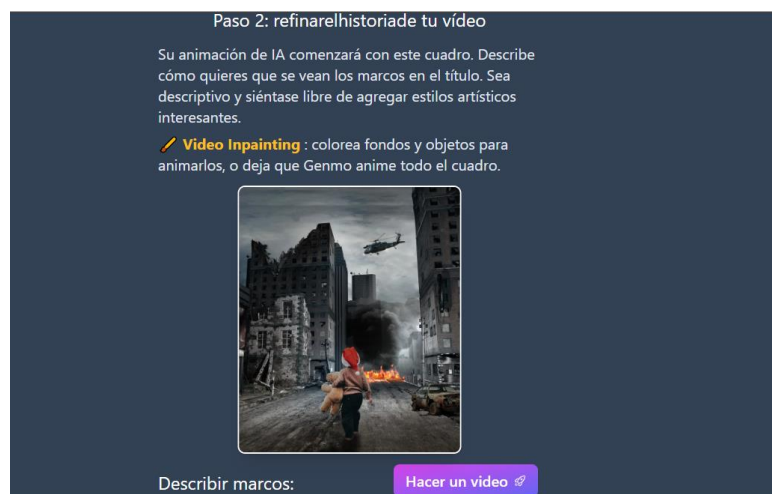 Paso 2: refinarelhistoriade tu vídeo
Su animación de IA comenzará con este cuadro. Describe
cómo quieres que se vean los marcos en el título. Sea
descriptivo y siéntase libre de agregar estilos artísticos
interesantes.
Video Inpainting : colorea fondos y objetos para
animarlos, o deja que Genmo anime todo el cuadro.
Describir marcos:
Hacer un video